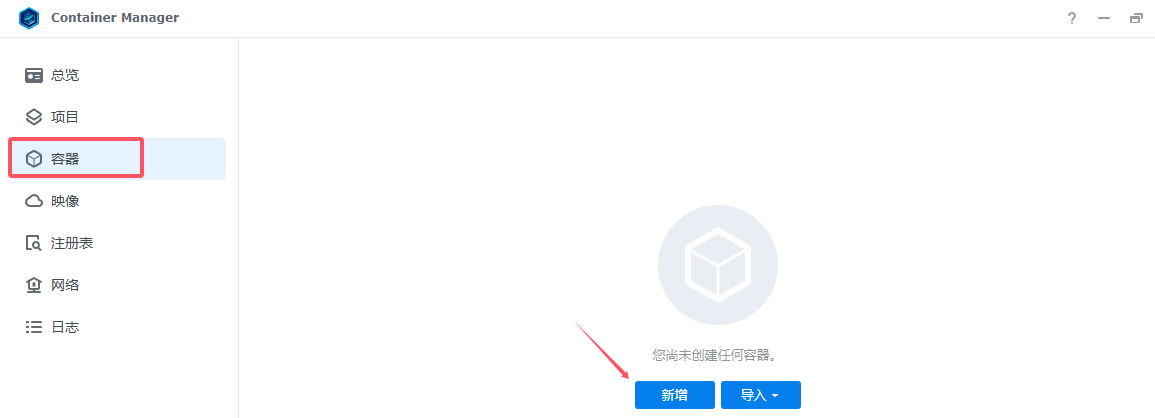 Container Manager
总览
项目
容器
映像
注册表
网络
日志
您尚未创建任何容器。
新增
导入